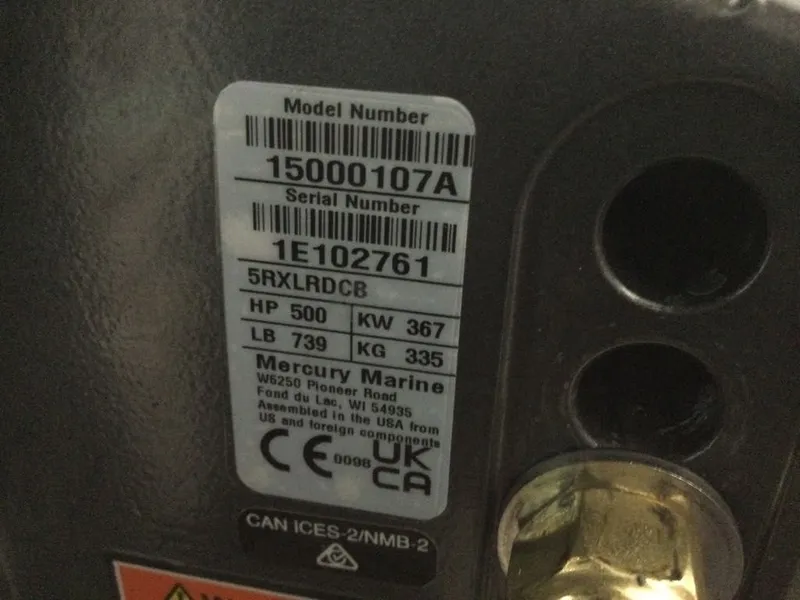 Model Number
15000107A
Serial Number
1E102761
5RXLRDCB
HP 500 KW 367
LB 739 KG 335
Mercury Marine
W6250 Pioneer Road
Fond du Lac, WI 54935
Assembled in the USA from
US and foreign components
CE 0098 UK
CA
CAN ICES-2/NMB-2